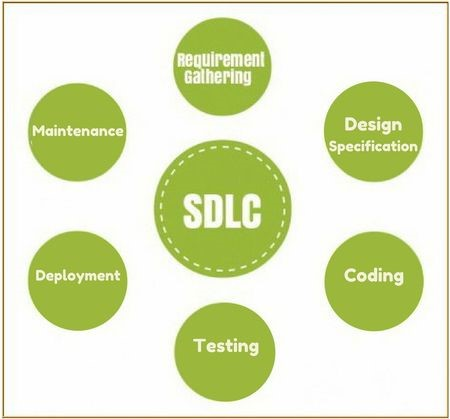 Requirement
Gathering
Maintenance
Design
Specification
SDLC
Deployment
Coding
Testing